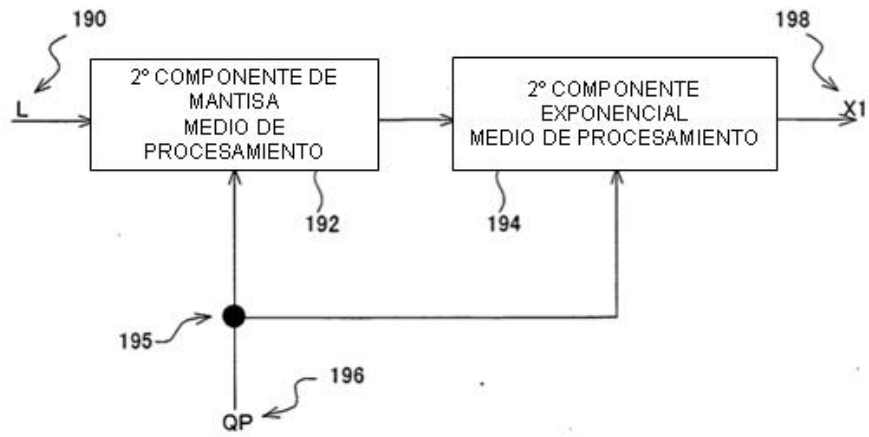 190
198
L
2º COMPONENTE DE
MANTISA
MEDIO DE
PROCESAMIENTO
2º COMPONENTE
EXPONENCIAL
MEDIO DE PROCESAMIENTO
X1
192
194
195
196
QP